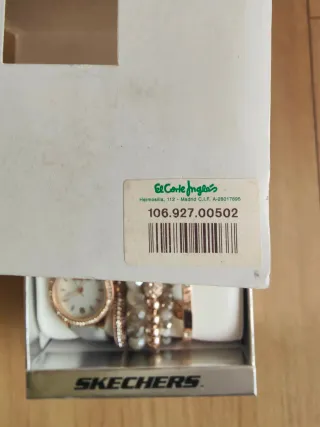 El Corte Inglés
Hermosilla, 112 - Madrid C.I.F. A-28017895
106.927.00502
SKECHERS